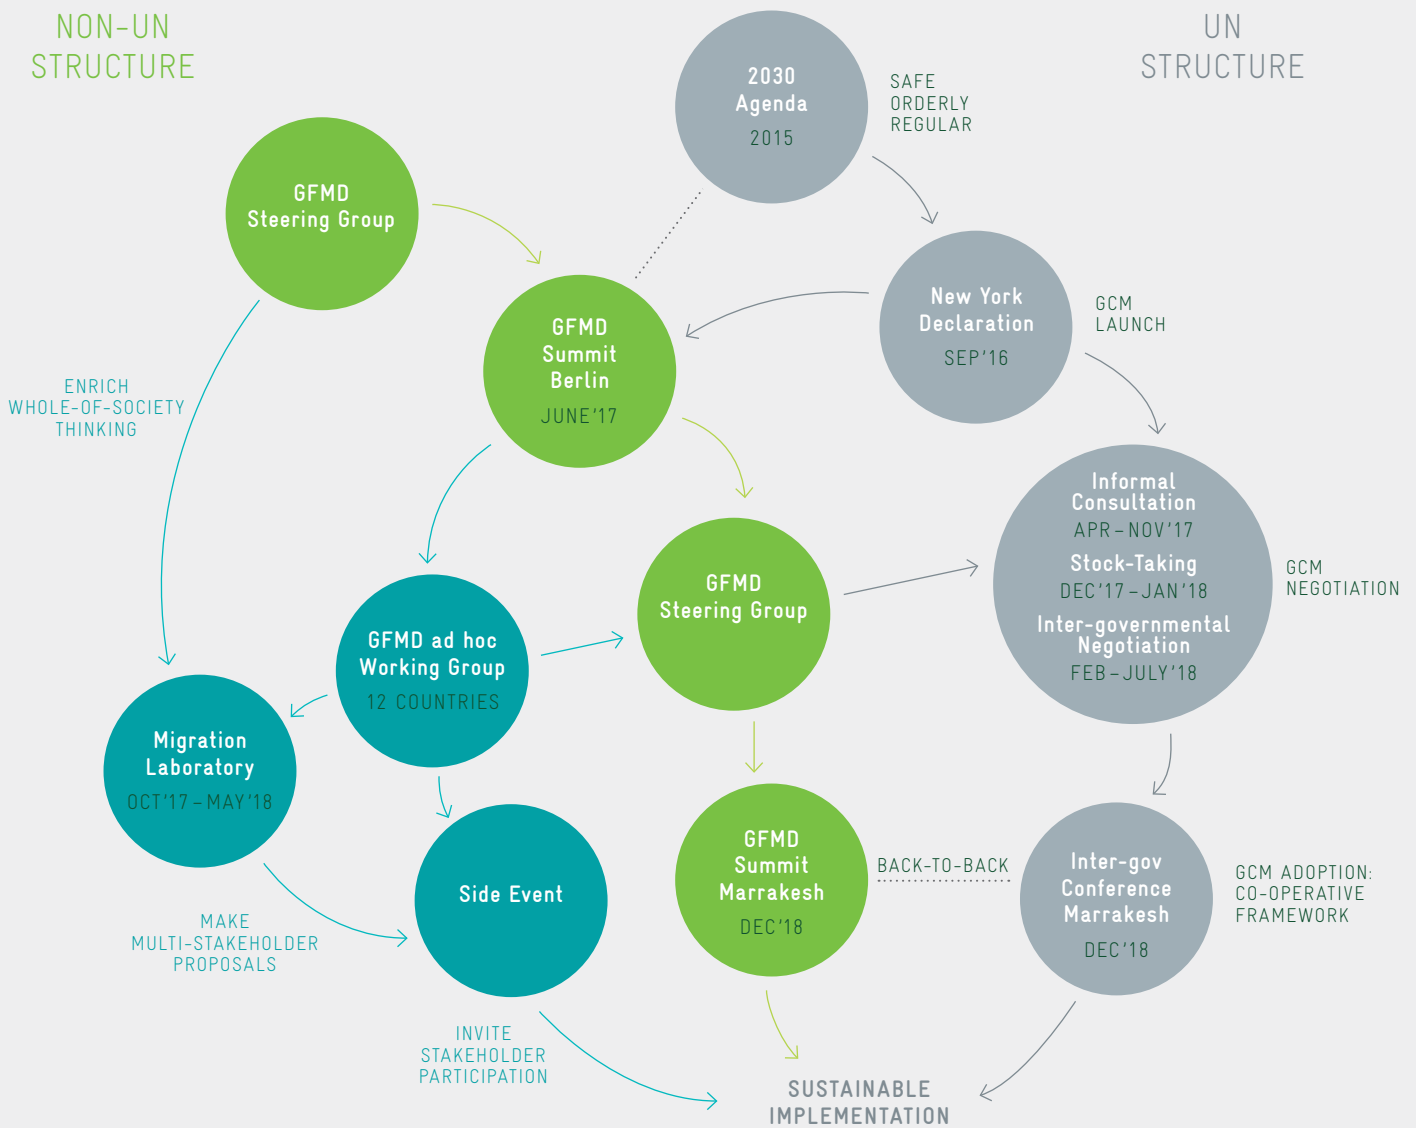 NON-UN
STRUCTURE
UN
STRUCTURE
2030
Agenda
2015
SAFE
ORDERLY
REGULAR
GFMD
Steering Group
New York
Declaration
SEP'16
GCM
LAUNCH
GFMD
Summit
Berlin
JUNE'17
ENRICH
WHOLE-OF-SOCIETY
THINKING
Informal
Consultation
APR–NOV'17
Stock-Taking
DEC'17–JAN'18
Inter-governmental
Negotiation
FEB–JULY'18
GCM
NEGOTIATION
GFMD
Steering Group
GFMD ad hoc
Working Group
12 COUNTRIES
Migration
Laboratory
OCT'17–MAY'18
Side Event
GFMD
Summit
Marrakesh
DEC'18
BACK-TO-BACK
Inter-gov
Conference
Marrakesh
DEC'18
GCM ADOPTION:
CO-OPERATIVE
FRAMEWORK
MAKE
MULTI-STAKEHOLDER
PROPOSALS
INVITE
STAKEHOLDER
PARTICIPATION
SUSTAINABLE
IMPLEMENTATION